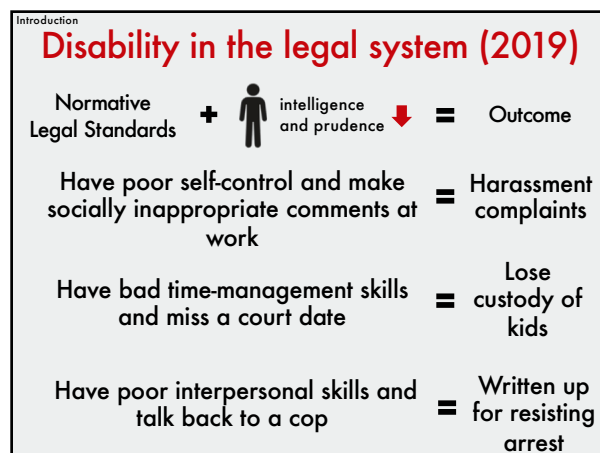 Introduction
Disability in the legal system (2019)
Normative
Legal Standards
+
intelligence
and prudence
=
Outcome
Have poor self-control and make
socially inappropriate comments at
work
=
Harassment
complaints
Have bad time-management skills
and miss a court date
=
Lose
custody of
kids
Have poor interpersonal skills and
talk back to a cop
=
Written up
for resisting
arrest